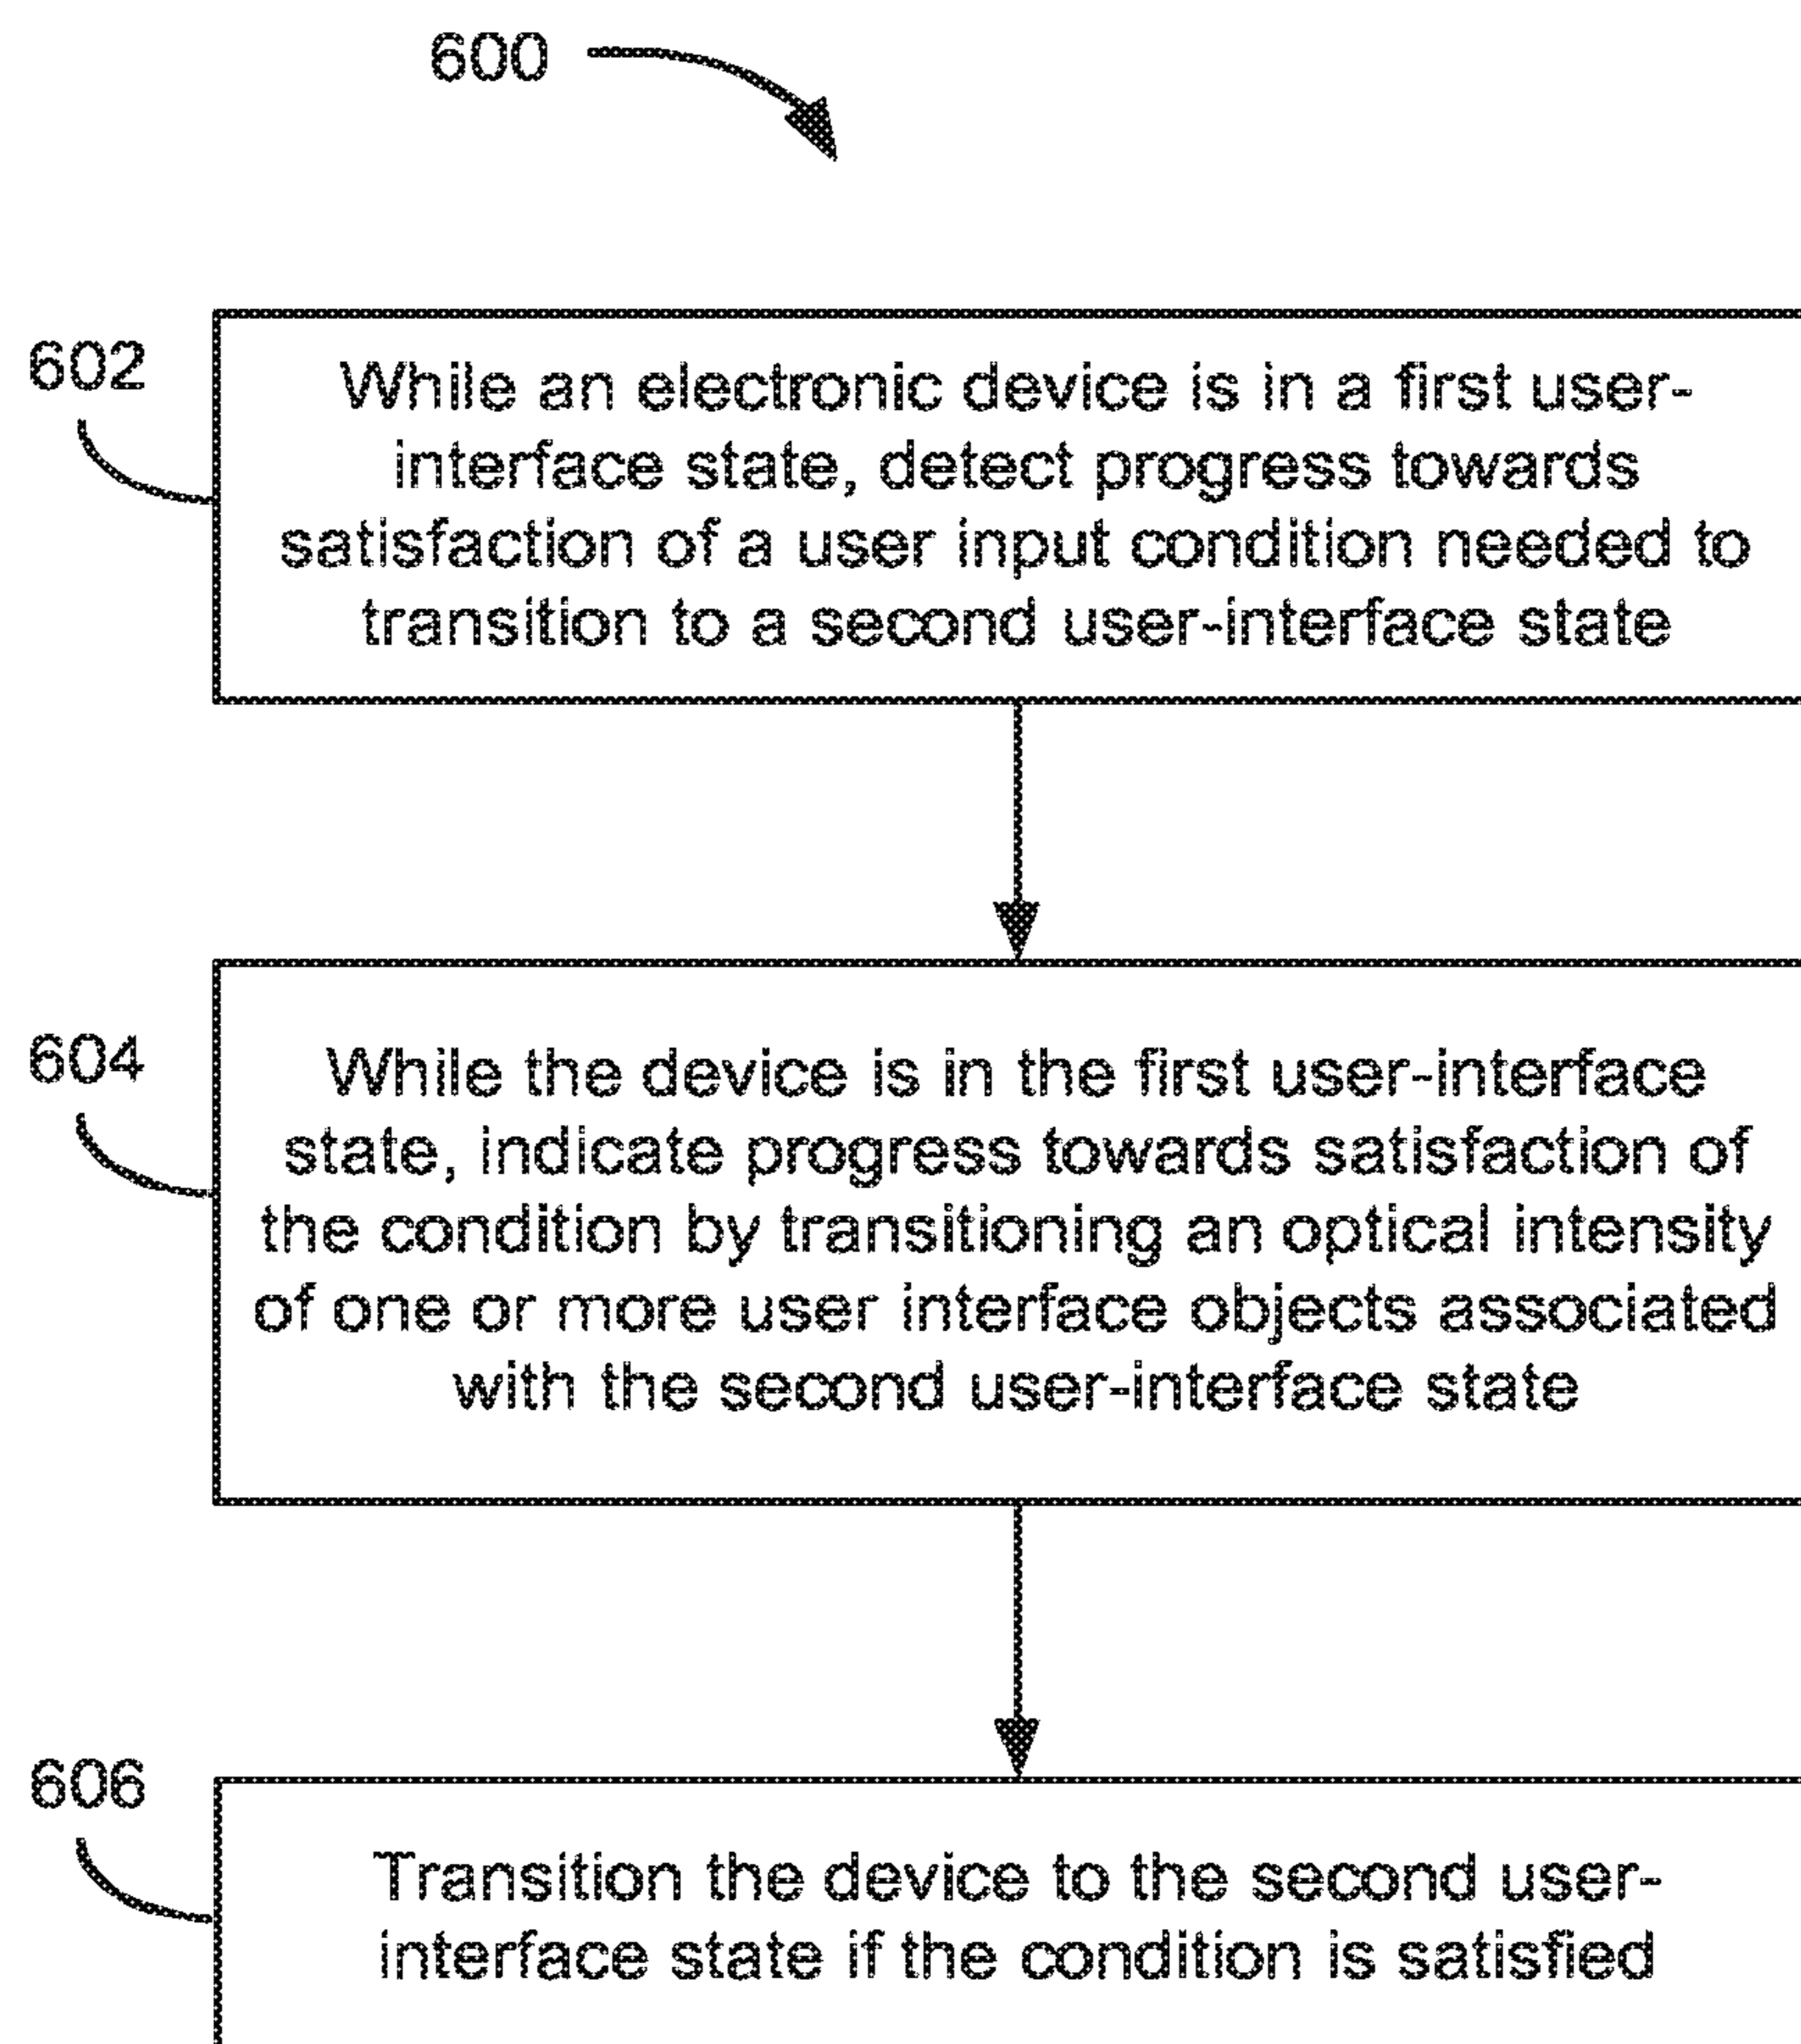 600
602
While an electronic device is in a first user-
interface state, detect progress towards
satisfaction of a user input condition needed to
transition to a second user-interface state
604
While the device is in the first user-interface
state, indicate progress towards satisfaction of
the condition by transitioning an optical intensity
of one or more user interface objects associated
with the second user-interface state
606
Transition the device to the second user-
interface state if the condition is satisfied